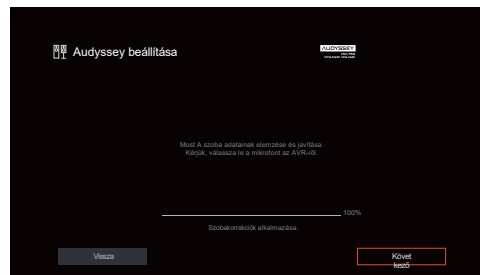 Audyssey beállítása
AUDYSSEY
Most A szoba adatainak elemzése és javítása.
Kérjük, válassza le a mikrofont az AVR-ről.
100%
Szobakorrekciók alkalmazása.
Vissza
Követ
kező